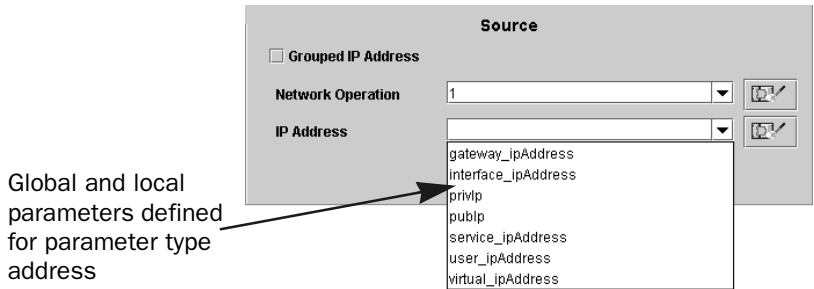 Source
Grouped IP Address
Network Operation 1
IP Address
gateway_ipAddress
interface_ipAddress
privIp
pubIp
service_ipAddress
user_ipAddress
virtual_ipAddress
Global and local
parameters defined
for parameter type
address